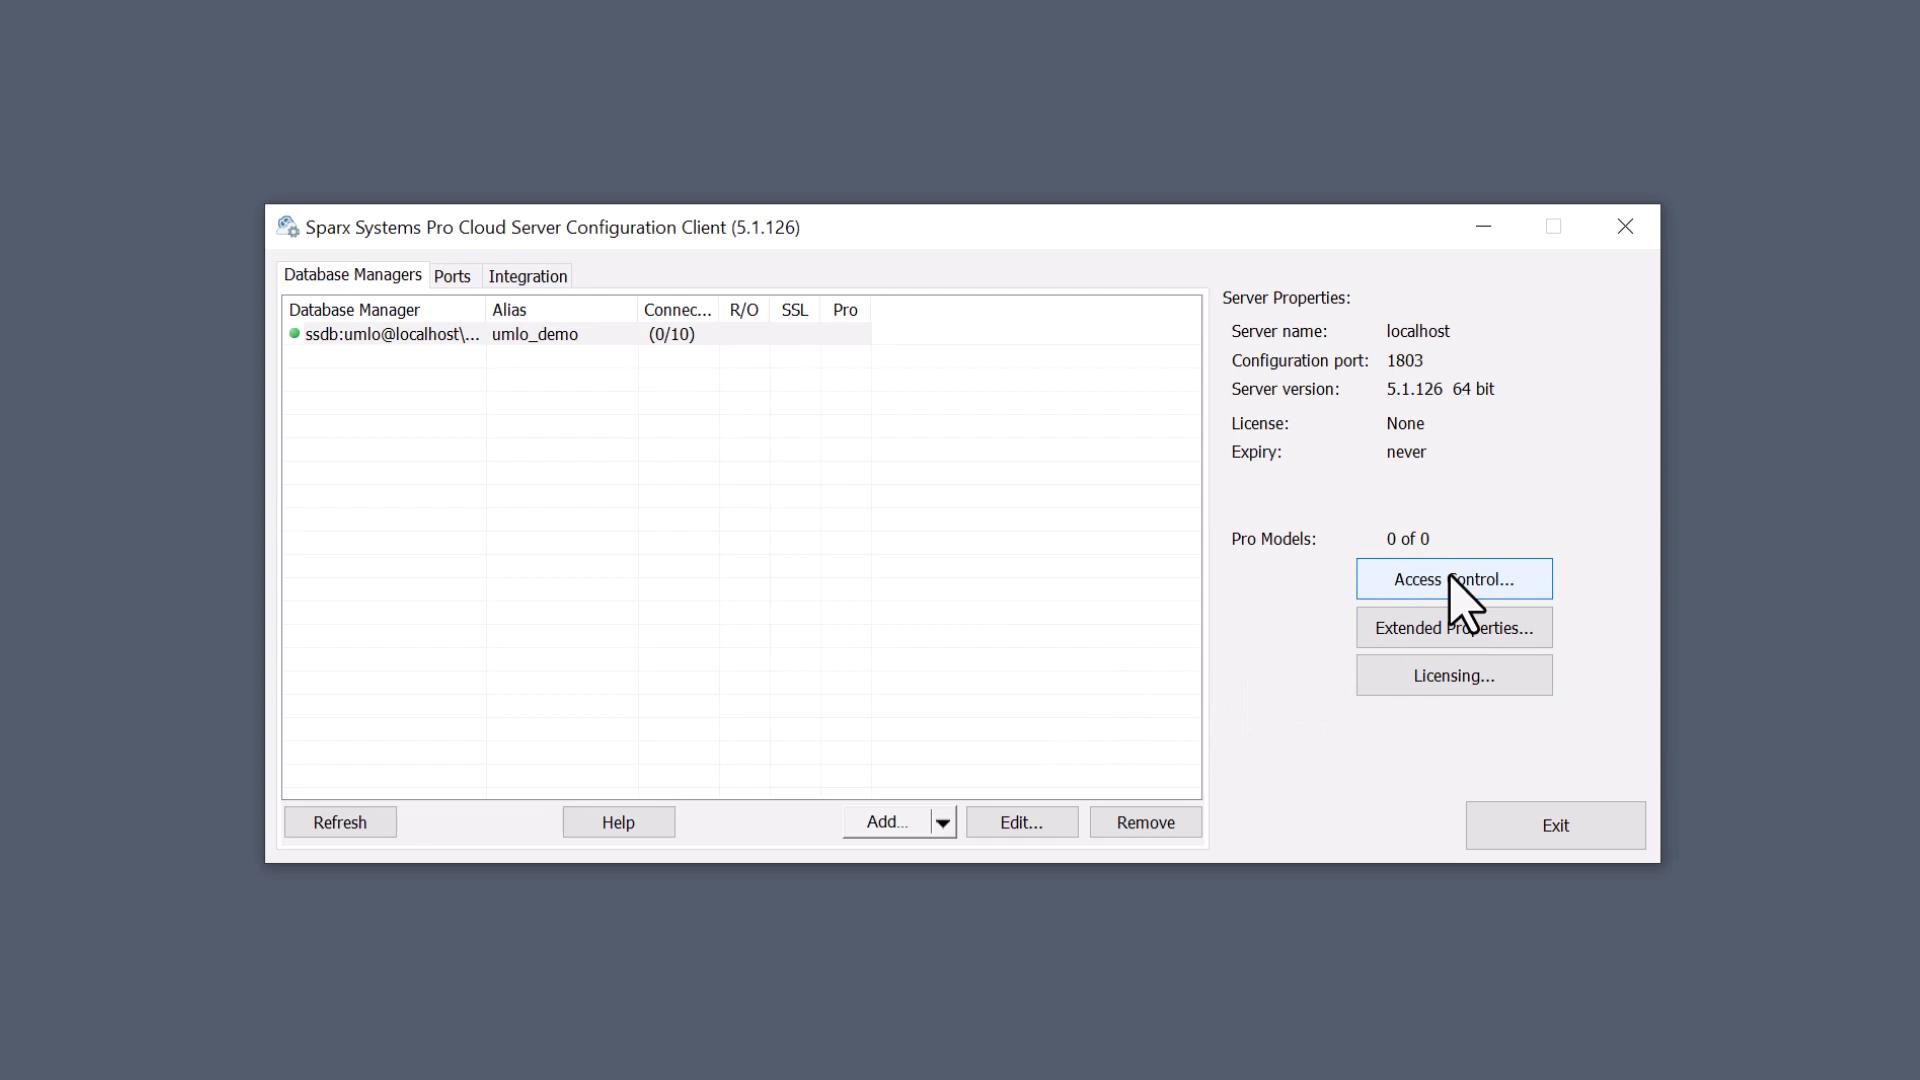 Sparx Systems Pro Cloud Server Configuration Client (5.1.126)
Database Managers Ports Integration
Database Manager Alias Connec... R/O SSL Pro
ssdb:umlo@localhost\... umlo_demo (0/10)
Server Properties:
Server name: localhost
Configuration port: 1803
Server version: 5.1.126 64 bit
License: None
Expiry: never
Pro Models: 0 of 0
Access Control...
Extended Properties...
Licensing...
Refresh Help Add... Edit... Remove
Exit